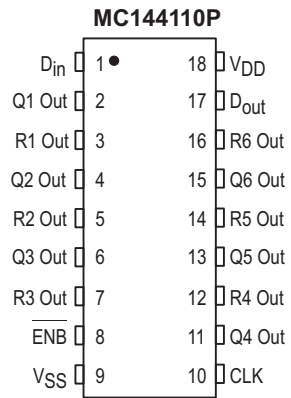 MC144110P
Din 1 18 VDD
Q1 Out 2 17 Dout
R1 Out 3 16 R6 Out
Q2 Out 4 15 Q6 Out
R2 Out 5 14 R5 Out
Q3 Out 6 13 Q5 Out
R3 Out 7 12 R4 Out
ENB 8 11 Q4 Out
VSS 9 10 CLK